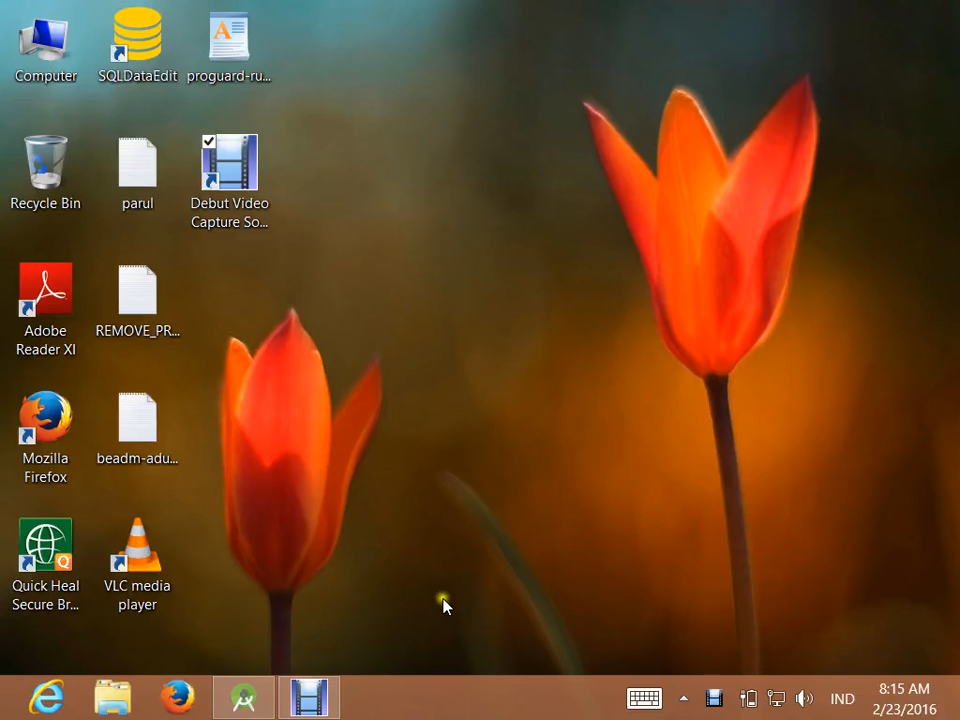 Computer
SQLDataEdit
proguard-ru...
Recycle Bin
parul
Debut Video
Capture So...
Adobe
Reader XI
REMOVE_PR...
Mozilla
Firefox
beadm-adu...
Quick Heal
Secure Br...
VLC media
player
IND
8:15 AM
2/23/2016